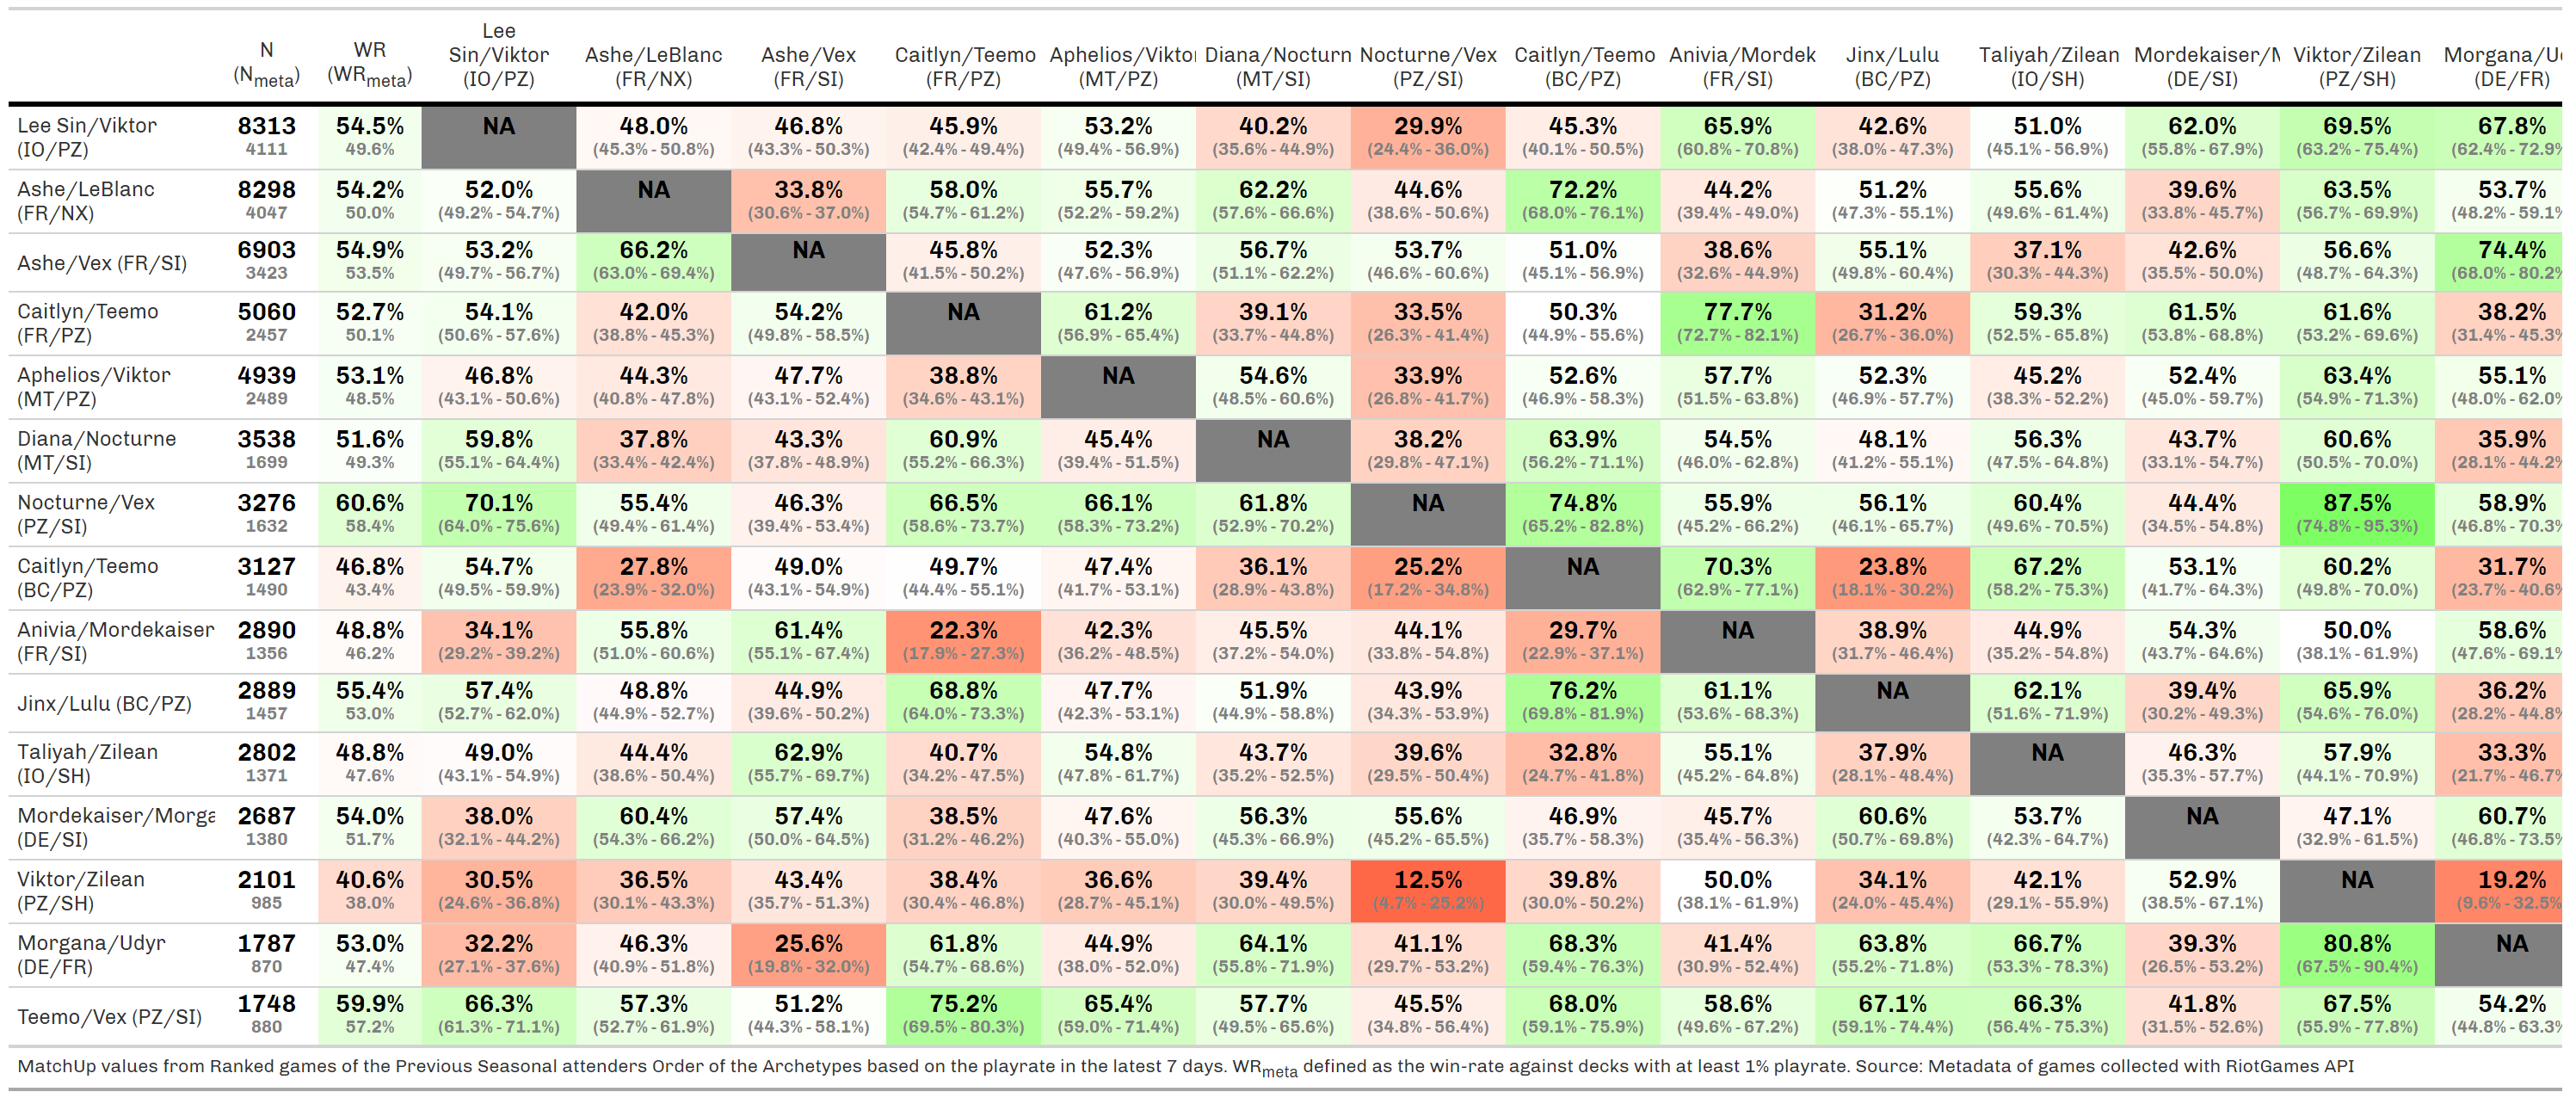 Lee
N WR Sin/Viktor Ashe/LeBlanc Ashe/Vex Caitlyn/Teemo Aphelios/Viktor Diana/Nocturn Nocturne/Vex Caitlyn/Teemo Anivia/Mordek Jinx/Lulu Taliyah/Zilean Mordekaiser/M Viktor/Zilean Morgana/Ud
(Nmeta) (WRmeta) (IO/PZ) (FR/NX) (FR/SI) (FR/PZ) (MT/PZ) (MT/SI) (PZ/SI) (BC/PZ) (FR/SI) (BC/PZ) (IO/SH) (DE/SI) (PZ/SH) (DE/FR)
Lee Sin/Viktor 8313 54.5% NA 48.0% 46.8% 45.9% 53.2% 40.2% 29.9% 45.3% 65.9% 42.6% 51.0% 62.0% 69.5% 67.8%
(IO/PZ) 4111 49.6% (45.3% - 50.8%) (43.3% - 50.3%) (42.4% - 49.4%) (49.4% - 56.9%) (35.6% - 44.9%) (24.4% - 36.0%) (40.1% - 50.5%) (60.8% - 70.8%) (38.0% - 47.3%) (45.1% - 56.9%) (55.8% - 67.9%) (63.2% - 75.4%) (62.4% - 72.9%
Ashe/LeBlanc 8298 54.2% 52.0% NA 33.8% 58.0% 55.7% 62.2% 44.6% 72.2% 44.2% 51.2% 55.6% 39.6% 63.5% 53.7%
(FR/NX) 4047 50.0% (49.2% - 54.7%) (30.6% - 37.0%) (54.7% - 61.2%) (52.2% - 59.2%) (57.6% - 66.6%) (38.6% - 50.6%) (68.0% - 76.1%) (39.4% - 49.0%) (47.3% - 55.1%) (49.6% - 61.4%) (33.8% - 45.7%) (56.7% - 69.9%) (48.2% - 59.1%
Ashe/Vex (FR/SI) 6903 54.9% 53.2% 66.2% NA 45.8% 52.3% 56.7% 53.7% 51.0% 38.6% 55.1% 37.1% 42.6% 56.6% 74.4%
3423 53.5% (49.7% - 56.7%) (63.0% - 69.4%) (41.5% - 50.2%) (47.6% - 56.9%) (51.1% - 62.2%) (46.6% - 60.6%) (45.1% - 56.9%) (32.6% - 44.9%) (49.8% - 60.4%) (30.3% - 44.3%) (35.5% - 50.0%) (48.7% - 64.3%) (68.0% - 80.2%
Caitlyn/Teemo 5060 52.7% 54.1% 42.0% 54.2% NA 61.2% 39.1% 33.5% 50.3% 77.7% 31.2% 59.3% 61.5% 61.6% 38.2%
(FR/PZ) 2457 50.1% (50.6% - 57.6%) (38.8% - 45.3%) (49.8% - 58.5%) (56.9% - 65.4%) (33.7% - 44.8%) (26.3% - 41.4%) (44.9% - 55.6%) (72.7% - 82.1%) (26.7% - 36.0%) (52.5% - 65.8%) (53.8% - 68.8%) (53.2% - 69.6%) (31.4% - 45.3%
Aphelios/Viktor 4939 53.1% 46.8% 44.3% 47.7% 38.8% NA 54.6% 33.9% 52.6% 57.7% 52.3% 45.2% 52.4% 63.4% 55.1%
(MT/PZ) 2489 48.5% (43.1% - 50.6%) (40.8% - 47.8%) (43.1% - 52.4%) (34.6% - 43.1%) (48.5% - 60.6%) (26.8% - 41.7%) (46.9% - 58.3%) (51.5% - 63.8%) (46.9% - 57.7%) (38.3% - 52.2%) (45.0% - 59.7%) (54.9% - 71.3%) (48.0% - 62.0%
Diana/Nocturne 3538 51.6% 59.8% 37.8% 43.3% 60.9% 45.4% NA 38.2% 63.9% 54.5% 48.1% 56.3% 43.7% 60.6% 35.9%
(MT/SI) 1699 49.3% (55.1% - 64.4%) (33.4% - 42.4%) (37.8% - 48.9%) (55.2% - 66.3%) (39.4% - 51.5%) (29.8% - 47.1%) (56.2% - 71.1%) (46.0% - 62.8%) (41.2% - 55.1%) (47.5% - 64.8%) (33.1% - 54.7%) (50.5% - 70.0%) (28.1% - 44.2%
Nocturne/Vex 3276 60.6% 70.1% 55.4% 46.3% 66.5% 66.1% 61.8% NA 74.8% 55.9% 56.1% 60.4% 44.4% 87.5% 58.9%
(PZ/SI) 1632 58.4% (64.0% - 75.6%) (49.4% - 61.4%) (39.4% - 53.4%) (58.6% - 73.7%) (58.3% - 73.2%) (52.9% - 70.2%) (65.2% - 82.8%) (45.2% - 66.2%) (46.1% - 65.7%) (49.6% - 70.5%) (34.5% - 54.8%) (74.8% - 95.3%) (46.8% - 70.3%
Caitlyn/Teemo 3127 46.8% 54.7% 27.8% 49.0% 49.7% 47.4% 36.1% 25.2% NA 70.3% 23.8% 67.2% 53.1% 60.2% 31.7%
(BC/PZ) 1490 43.4% (49.5% - 59.9%) (23.9% - 32.0%) (43.1% - 54.9%) (44.4% - 55.1%) (41.7% - 53.1%) (28.9% - 43.8%) (17.2% - 34.8%) (62.9% - 77.1%) (18.1% - 30.2%) (58.2% - 75.3%) (41.7% - 64.3%) (49.8% - 70.0%) (23.7% - 40.6%
Anivia/Mordekaiser 2890 48.8% 34.1% 55.8% 61.4% 22.3% 42.3% 45.5% 44.1% 29.7% NA 38.9% 44.9% 54.3% 50.0% 58.6%
(FR/SI) 1356 46.2% (29.2% - 39.2%) (51.0% - 60.6%) (55.1% - 67.4%) (17.9% - 27.3%) (36.2% - 48.5%) (37.2% - 54.0%) (33.8% - 54.8%) (22.9% - 37.1%) (31.7% - 46.4%) (35.2% - 54.8%) (43.7% - 64.6%) (38.1% - 61.9%) (47.6% - 69.1%
Jinx/Lulu (BC/PZ) 2889 55.4% 57.4% 48.8% 44.9% 68.8% 47.7% 51.9% 43.9% 76.2% 61.1% NA 62.1% 39.4% 65.9% 36.2%
1457 53.0% (52.7% - 62.0%) (44.9% - 52.7%) (39.6% - 50.2%) (64.0% - 73.3%) (42.3% - 53.1%) (44.9% - 58.8%) (34.3% - 53.9%) (69.8% - 81.9%) (53.6% - 68.3%) (51.6% - 71.9%) (30.2% - 49.3%) (54.6% - 76.0%) (28.2% - 44.8%
Taliyah/Zilean 2802 48.8% 49.0% 44.4% 62.9% 40.7% 54.8% 43.7% 39.6% 32.8% 55.1% 37.9% NA 46.3% 57.9% 33.3%
(IO/SH) 1371 47.6% (43.1% - 54.9%) (38.6% - 50.4%) (55.7% - 69.7%) (34.2% - 47.5%) (47.8% - 61.7%) (35.2% - 52.5%) (29.5% - 50.4%) (24.7% - 41.8%) (45.2% - 64.8%) (28.1% - 48.4%) (35.3% - 57.7%) (44.1% - 70.9%) (21.7% - 46.7%
Mordekaiser/Morga 2687 54.0% 38.0% 60.4% 57.4% 38.5% 47.6% 56.3% 55.6% 46.9% 45.7% 60.6% 53.7% NA 47.1% 60.7%
(DE/SI) 1380 51.7% (32.1% - 44.2%) (54.3% - 66.2%) (50.0% - 64.5%) (31.2% - 46.2%) (40.3% - 55.0%) (45.3% - 66.9%) (45.2% - 65.5%) (35.7% - 58.3%) (35.4% - 56.3%) (50.7% - 69.8%) (42.3% - 64.7%) (32.9% - 61.5%) (46.8% - 73.5%
Viktor/Zilean 2101 40.6% 30.5% 36.5% 43.4% 38.4% 36.6% 39.4% 12.5% 39.8% 50.0% 34.1% 42.1% 52.9% NA 19.2%
(PZ/SH) 985 38.0% (24.6% - 36.8%) (30.1% - 43.3%) (35.7% - 51.3%) (30.4% - 46.8%) (28.7% - 45.1%) (30.0% - 49.5%) (4.7% - 25.2%) (30.0% - 50.2%) (38.1% - 61.9%) (24.0% - 45.4%) (29.1% - 55.9%) (38.5% - 67.1%) (9.6% - 32.5%
Morgana/Udyr 1787 53.0% 32.2% 46.3% 25.6% 61.8% 44.9% 64.1% 41.1% 68.3% 41.4% 63.8% 66.7% 39.3% 80.8% NA
(DE/FR) 870 47.4% (27.1% - 37.6%) (40.9% - 51.8%) (19.8% - 32.0%) (54.7% - 68.6%) (38.0% - 52.0%) (55.8% - 71.9%) (29.7% - 53.2%) (59.4% - 76.3%) (30.9% - 52.4%) (55.2% - 71.8%) (53.3% - 78.3%) (26.5% - 53.2%) (67.5% - 90.4%)
Teemo/Vex (PZ/SI) 1748 59.9% 66.3% 57.3% 51.2% 75.2% 65.4% 57.7% 45.5% 68.0% 58.6% 67.1% 66.3% 41.8% 67.5% 54.2%
880 57.2% (61.3% - 71.1%) (52.7% - 61.9%) (44.3% - 58.1%) (69.5% - 80.3%) (59.0% - 71.4%) (49.5% - 65.6%) (34.8% - 56.4%) (59.1% - 75.9%) (49.6% - 67.2%) (59.1% - 74.4%) (56.4% - 75.3%) (31.5% - 52.6%) (55.9% - 77.8%) (44.8% - 63.3%
MatchUp values from Ranked games of the Previous Seasonal attenders Order of the Archetypes based on the playrate in the latest 7 days. WRmeta defined as the win-rate against decks with at least 1% playrate. Source: Metadata of games collected with RiotGames API